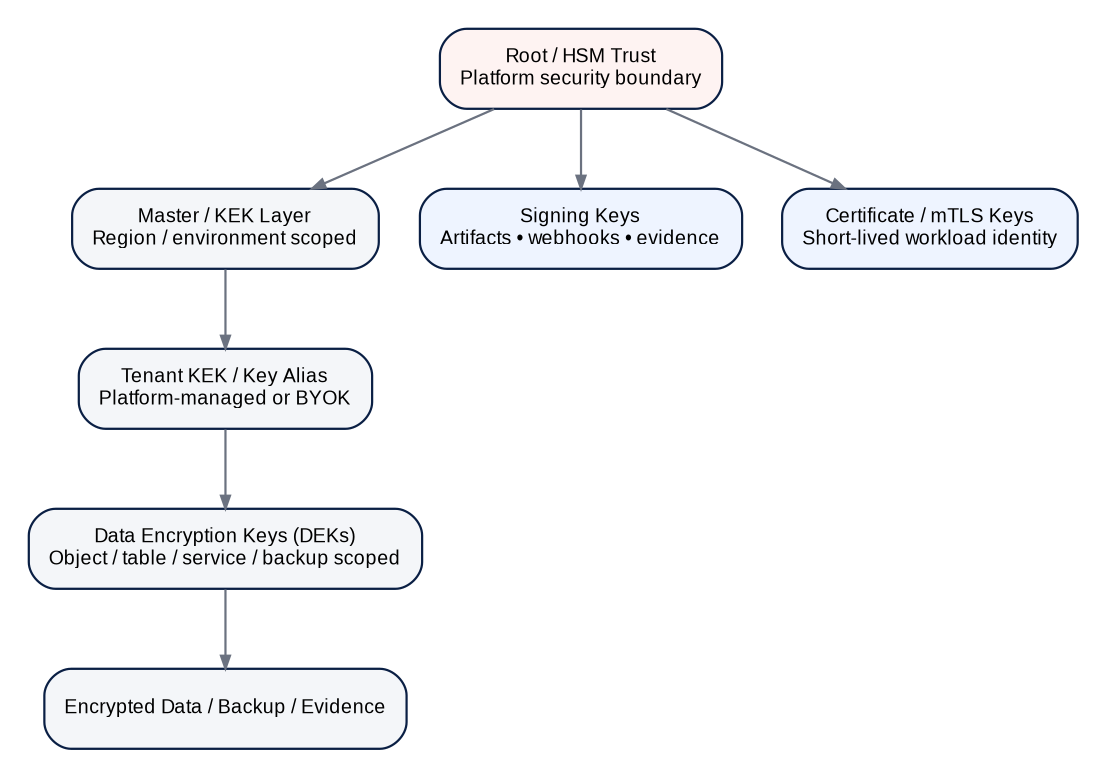 Root / HSM Trust
Platform security boundary
Master / KEK Layer
Region / environment scoped
Signing Keys
Artifacts • webhooks • evidence
Certificate / mTLS Keys
Short-lived workload identity
Tenant KEK / Key Alias
Platform-managed or BYOK
Data Encryption Keys (DEKs)
Object / table / service / backup scoped
Encrypted Data / Backup / Evidence